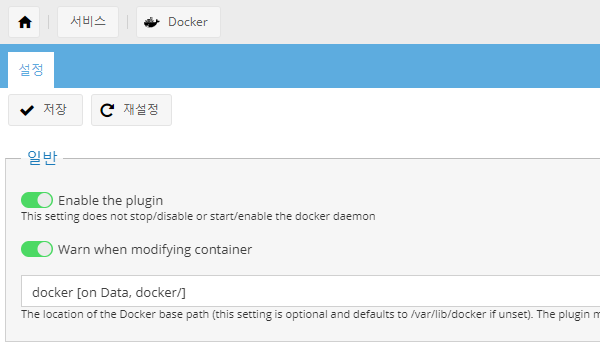 서비스 Docker
설정
저장 재설정
일반
Enable the plugin
This setting does not stop/disable or start/enable the docker daemon
Warn when modifying container
docker [on Data, docker/]
The location of the Docker base path (this setting is optional and defaults to /var/lib/docker if unset). The plugin